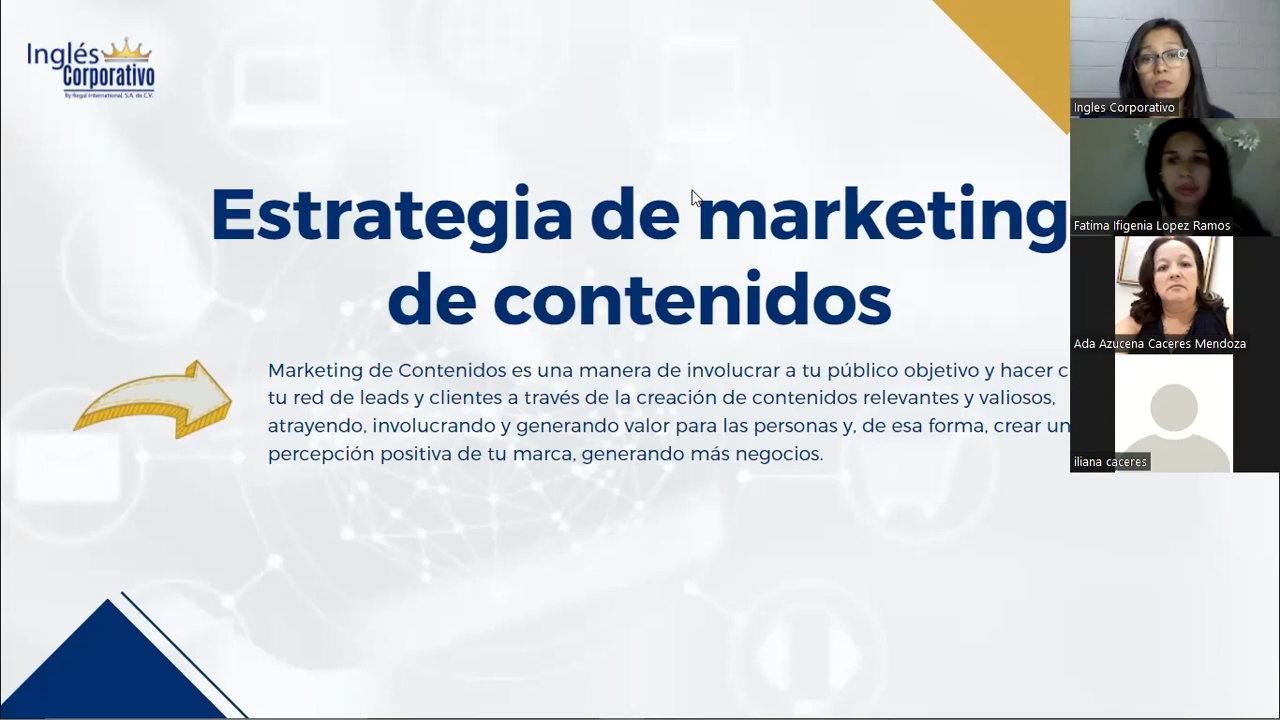 Inglés
Corporativo
By Regal International, S.A. de C.V.
Estrategia de marketing
de contenidos
Marketing de Contenidos es una manera de involucrar a tu público objetivo y hacer c
tu red de leads y clientes a través de la creación de contenidos relevantes y valiosos,
atrayendo, involucrando y generando valor para las personas y, de esa forma, crear un
percepción positiva de tu marca, generando más negocios.
Ingles Corporativo
Fatima Ifigenia Lopez Ramos
Ada Azucena Caceres Mendoza
iliana caceres